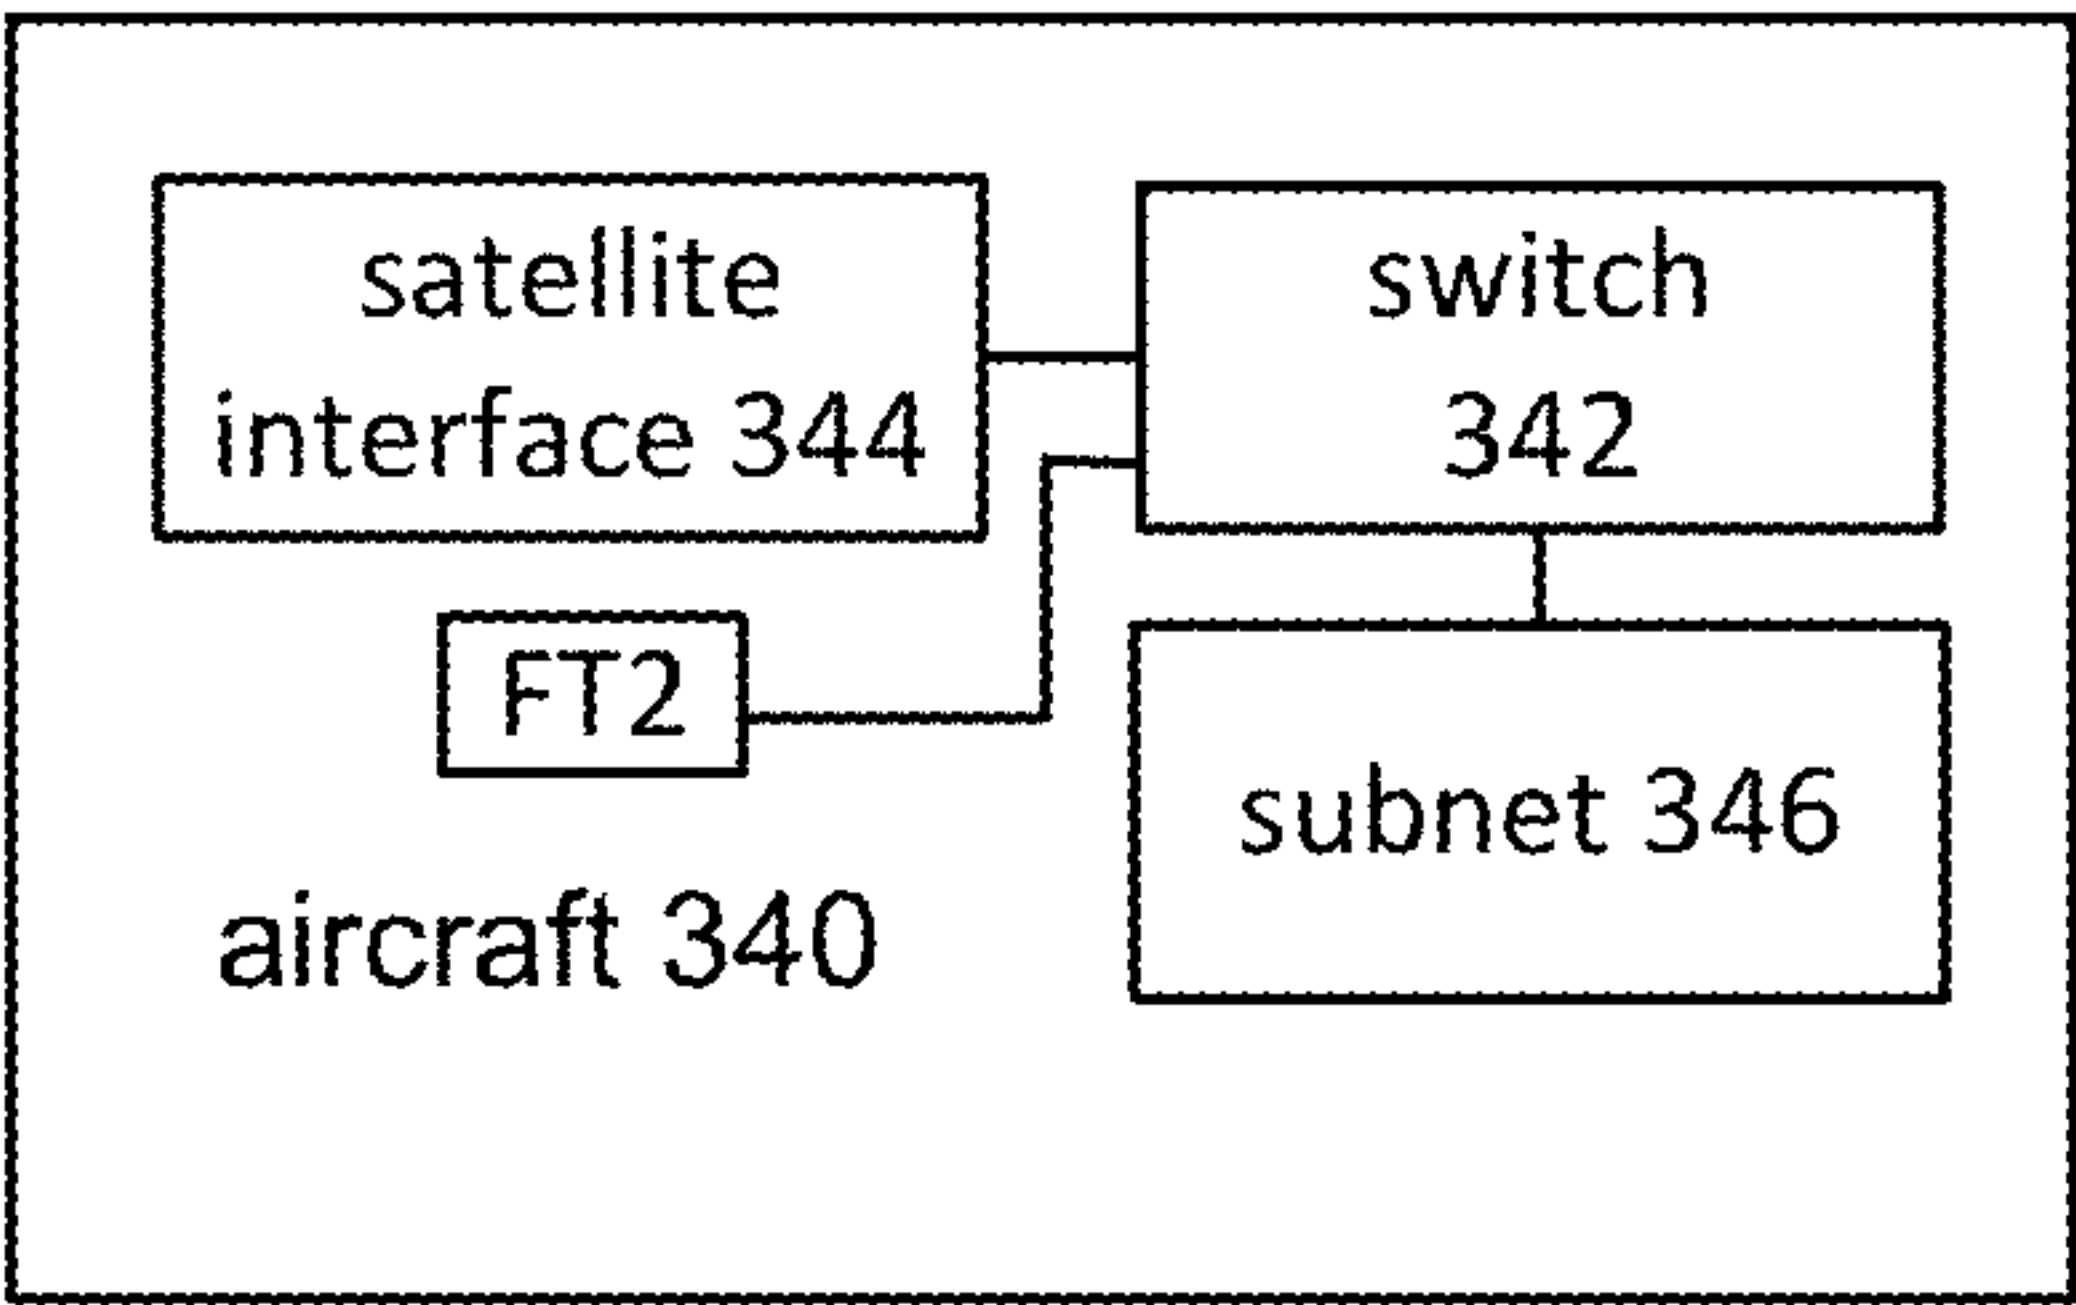 satellite
interface 344
switch
342
FT2
subnet 346
aircraft 340